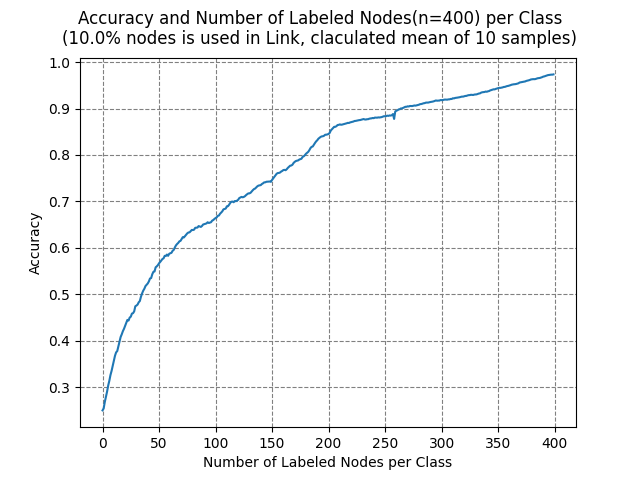 Accuracy and Number of Labeled Nodes(n=400) per Class
(10.0% nodes is used in Link, claculated mean of 10 samples)
1.0
0.9
0.8
0.7
0.6
0.5
0.4
0.3
Accuracy
0 50 100 150 200 250 300 350 400
Number of Labeled Nodes per Class